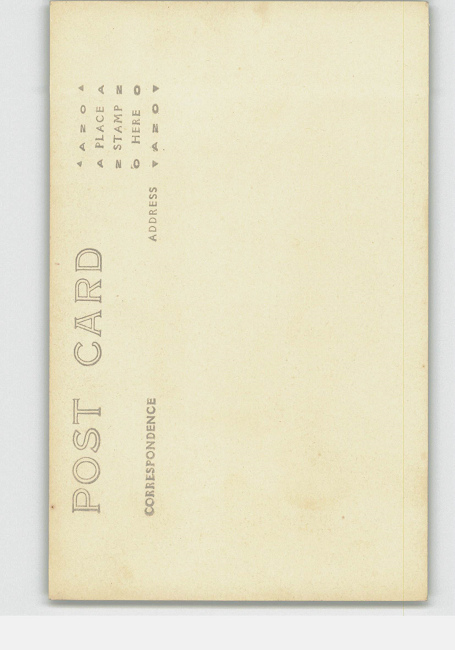 POST CARD
▲ AZO ▲
A PLACE A
Z STAMP Z
O HERE O
▼ AZO ▼
CORRESPONDENCE
ADDRESS